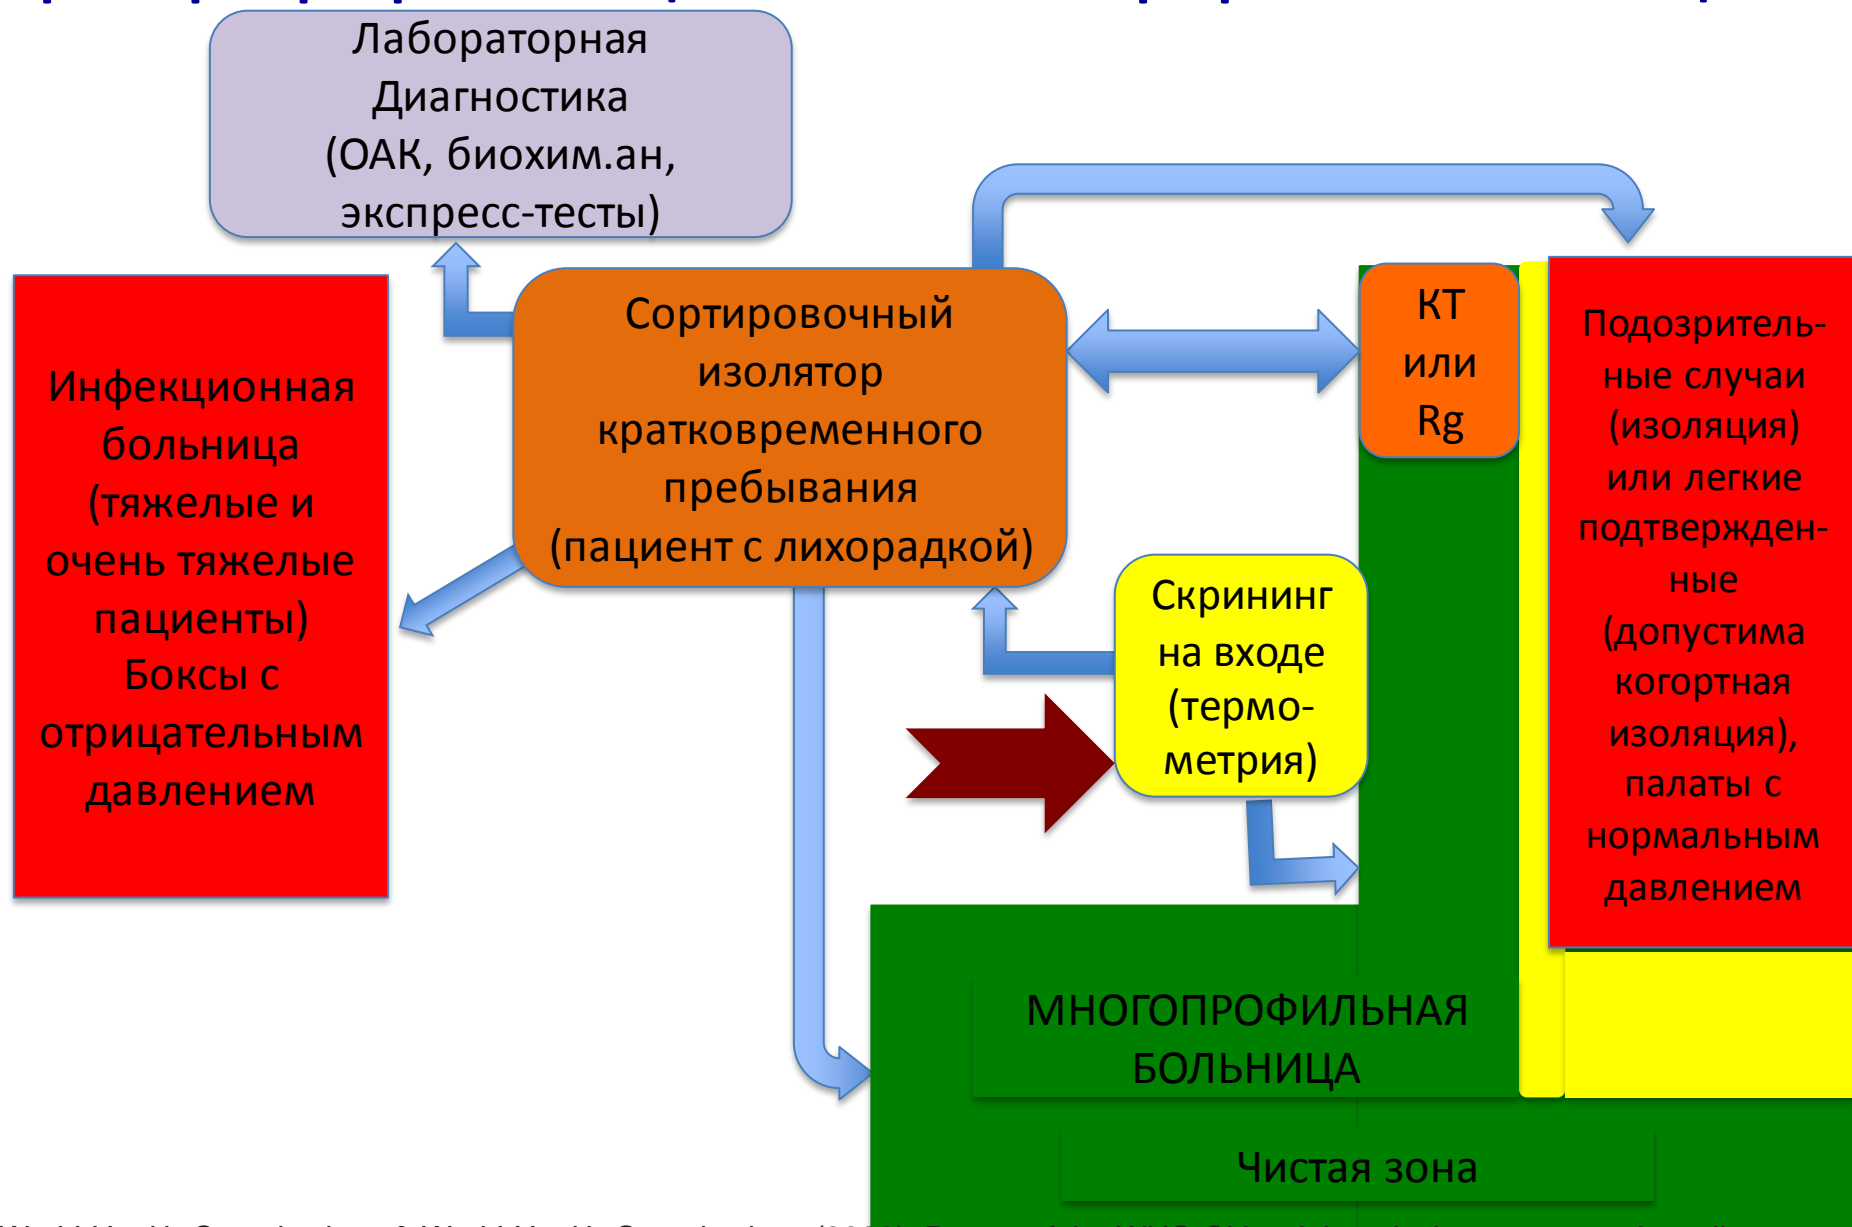 Лабораторная
Диагностика
(ОАК, биохим.ан,
экспресс-тесты)
Инфекционная
больница
(тяжелые и
очень тяжелые
пациенты)
Боксы с
отрицательным
давлением
Сортировочный
изолятор
кратковременного
пребывания
(пациент с лихорадкой)
КТ
или
Rg
Подозритель-
ные случаи
(изоляция)
или легкие
подтвержден-
ные
(допустима
когортная
изоляция),
палаты с
нормальным
давлением
Скрининг
на входе
(термо-
метрия)
МНОГОПРОФИЛЬНАЯ
БОЛЬНИЦА
Чистая зона